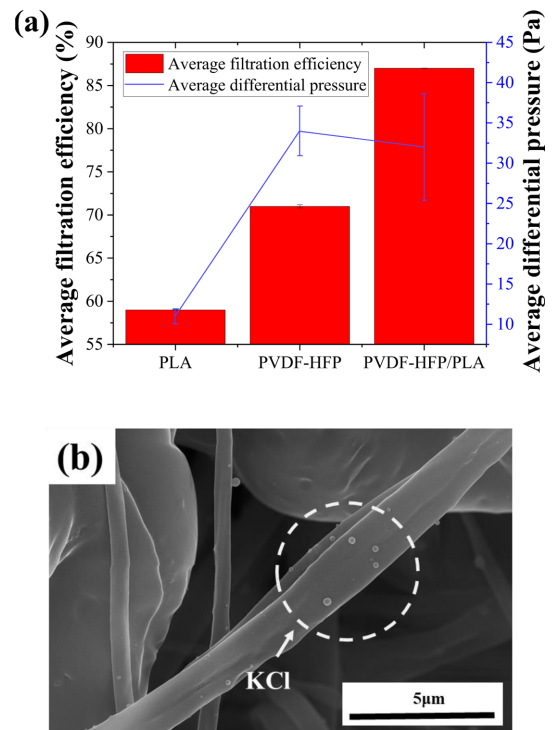 (a)
Average filtration efficiency (%)
90
85
80
75
70
65
60
55
Average filtration efficiency
Average differential pressure
45
40
35
30
25
20
15
10
Average differential pressure (Pa)
PLA
PVDF-HFP
PVDF-HFP/PLA
(b)
KCl
5μm